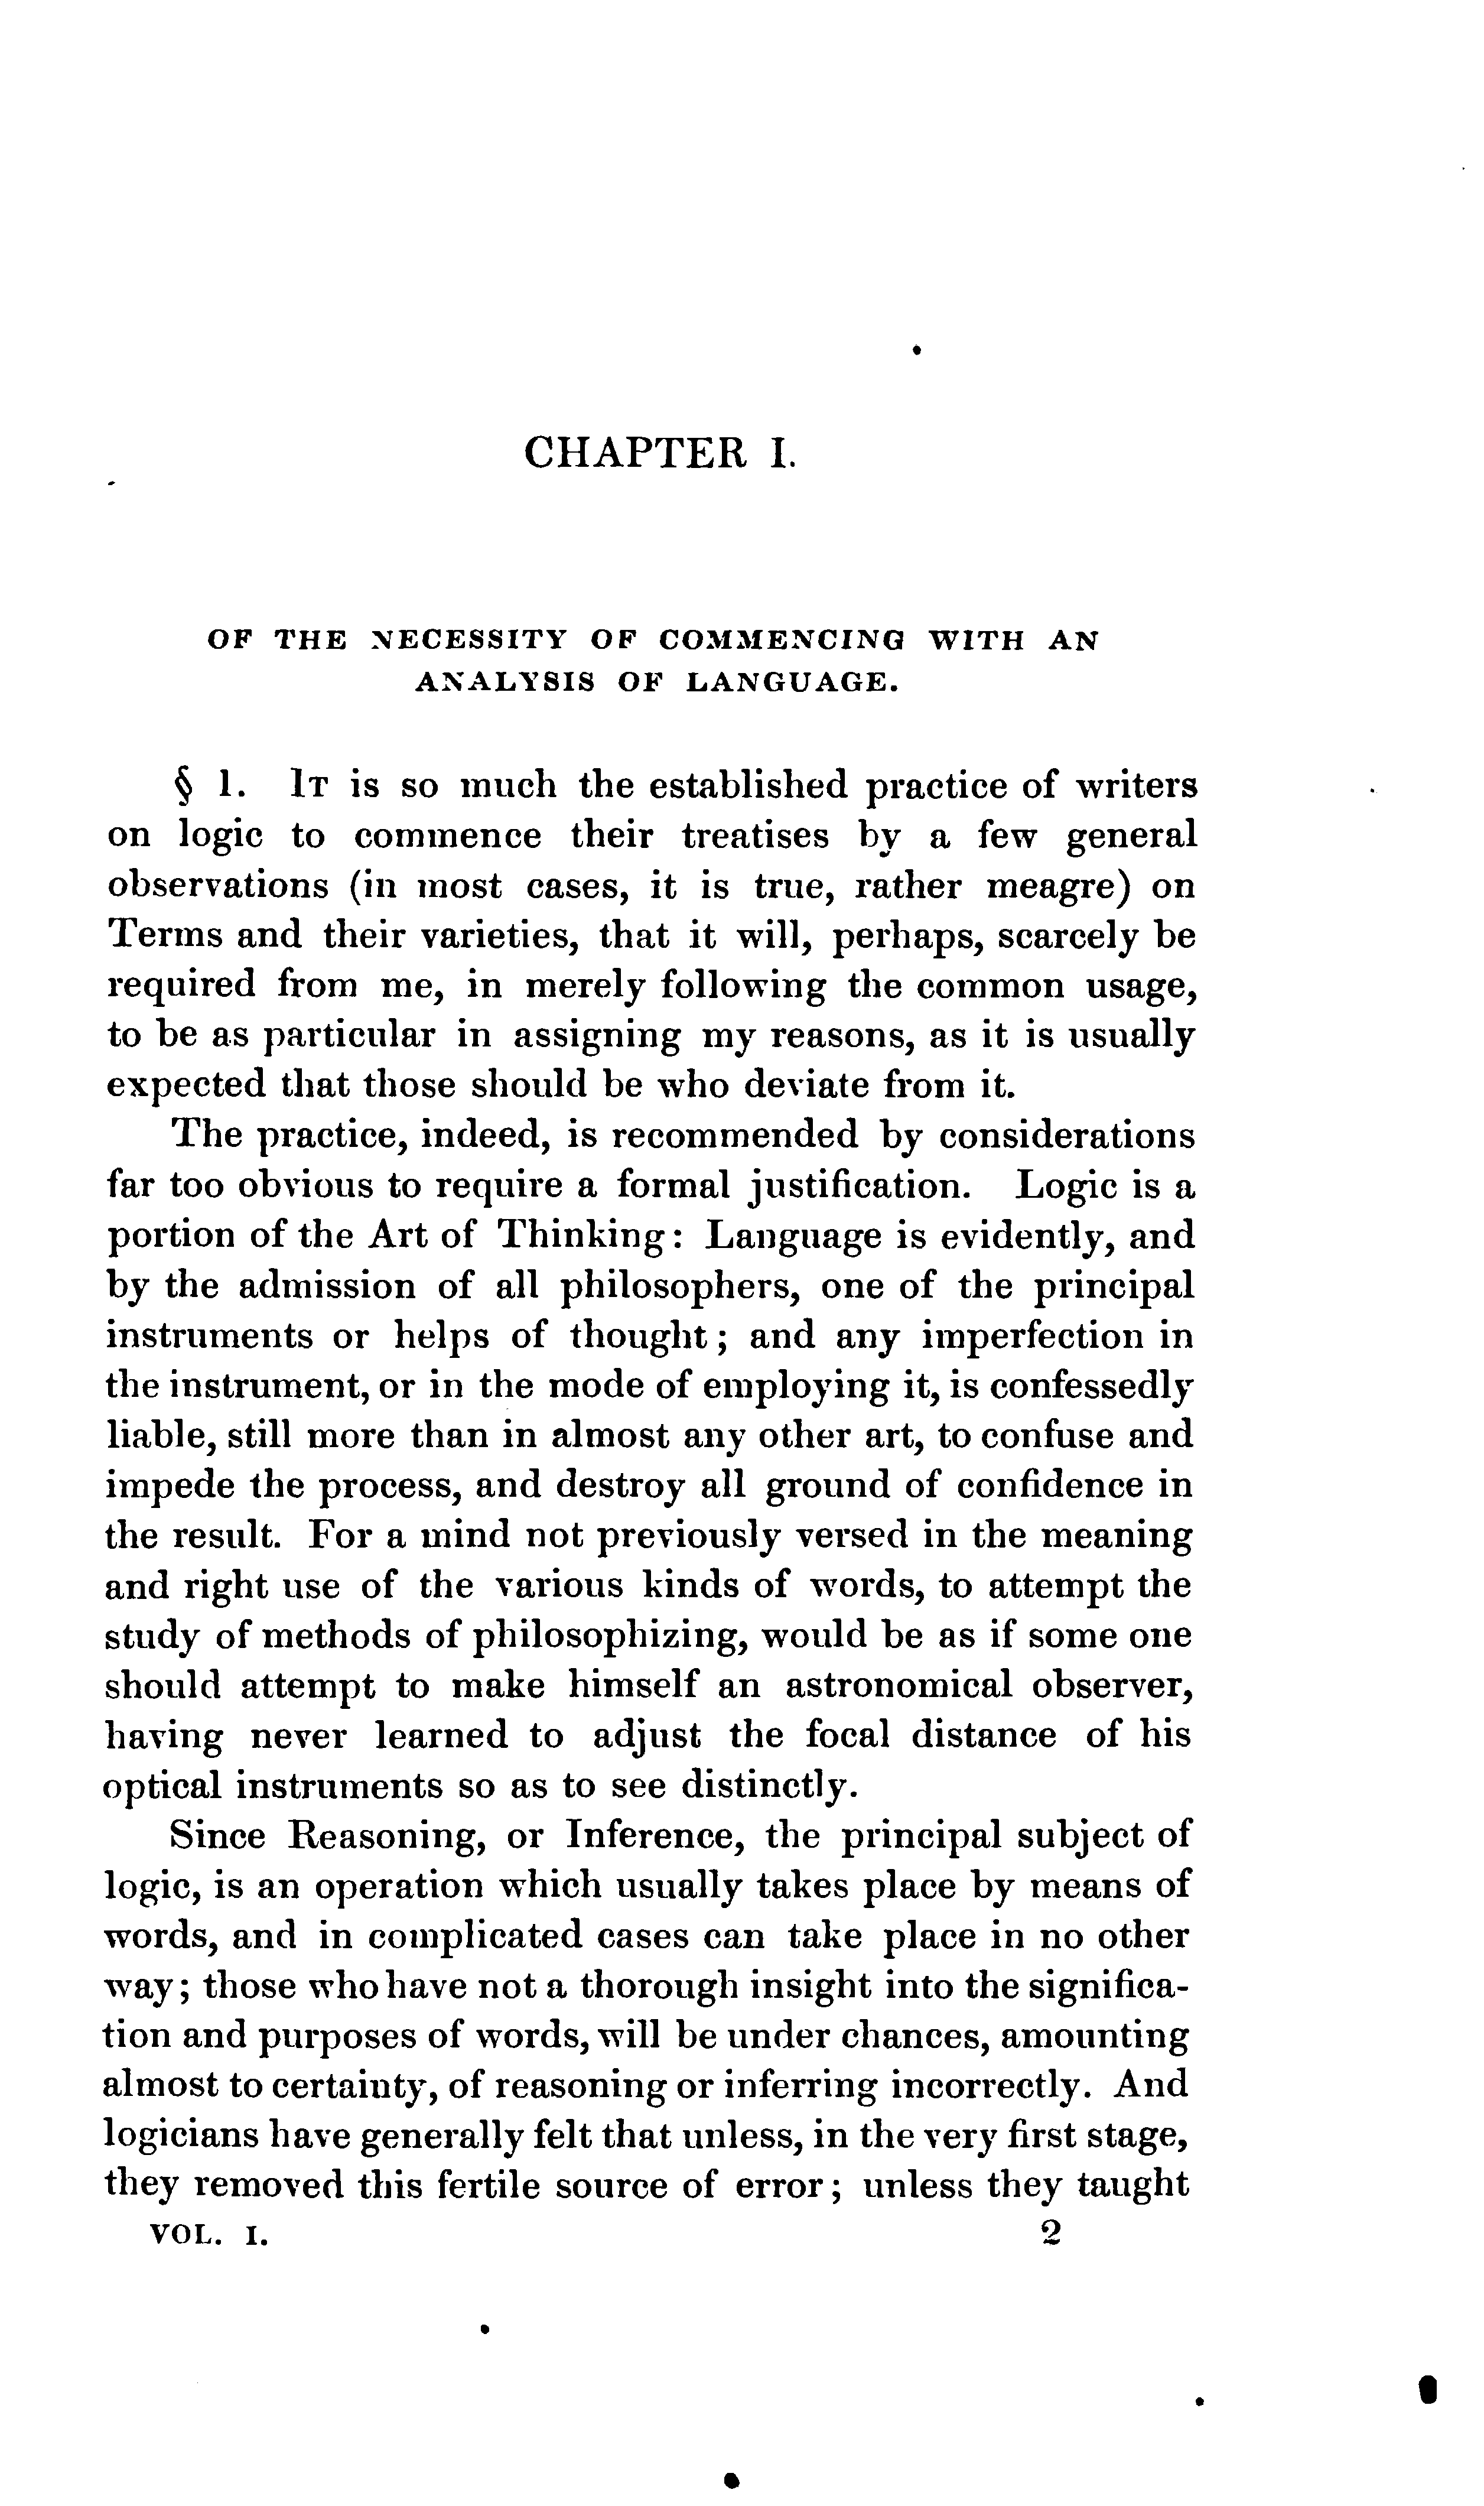 CHAPTER I.
OF THE NECESSITY OF COMMENCING WITH AN
ANALYSIS OF LANGUAGE.
§ 1. IT is so much the established practice of writers
on logic to commence their treatises by a few general
observations (in most cases, it is true, rather meagre) on
Terms and their varieties, that it will, perhaps, scarcely be
required from me, in merely following the common usage,
to be as particular in assigning my reasons, as it is usually
expected that those should be who deviate from it.
The practice, indeed, is recommended by considerations
far too obvious to require a formal justification. Logic is a
portion of the Art of Thinking: Language is evidently, and
by the admission of all philosophers, one of the principal
instruments or helps of thought; and any imperfection in
the instrument, or in the mode of employing it, is confessedly
liable, still more than in almost any other art, to confuse and
impede the process, and destroy all ground of confidence in
the result. For a mind not previously versed in the meaning
and right use of the various kinds of words, to attempt the
study of methods of philosophizing, would be as if some one
should attempt to make himself an astronomical observer,
having never learned to adjust the focal distance of his
optical instruments so as to see distinctly.
Since Reasoning, or Inference, the principal subject of
logic, is an operation which usually takes place by means of
words, and in complicated cases can take place in no other
way; those who have not a thorough insight into the significa-
tion and purposes of words, will be under chances, amounting
almost to certainty, of reasoning or inferring incorrectly. And
logicians have generally felt that unless, in the very first stage,
they removed this fertile source of error; unless they taught
VOL. I. 2